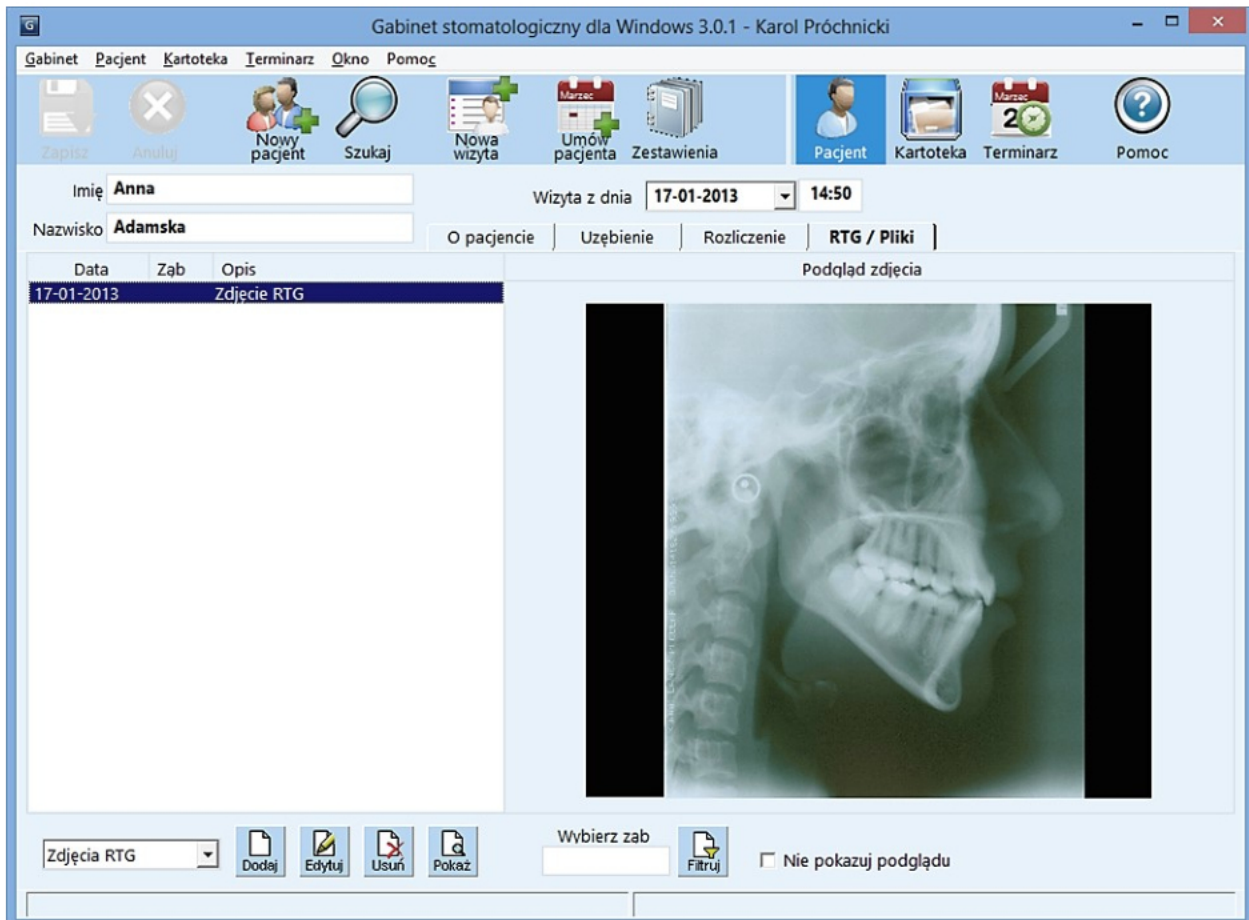 G
Gabinet stomatologiczny dla Windows 3.0.1 - Karol Próchnicki
Gabinet Pacjent Kartoteka Terminarz Okno Pomoc
Zapisz Anuluj Nowy pacjent Szukaj Nowa wizyta Marzec Umów pacjenta Zestawienia Pacjent Kartoteka Marzec 2 Terminarz ? Pomoc
Imię Anna Wizyta z dnia 17-01-2013 14:50
Nazwisko Adamska
O pacjencie Uzębienie Rozliczenie RTG / Pliki
Data Ząb Opis Podgląd zdjęcia
17-01-2013 Zdjęcie RTG
Zdjęcia RTG Dodaj Edytuj Usuń Pokaż Wybierz zab Filtruj Nie pokazuj podglądu